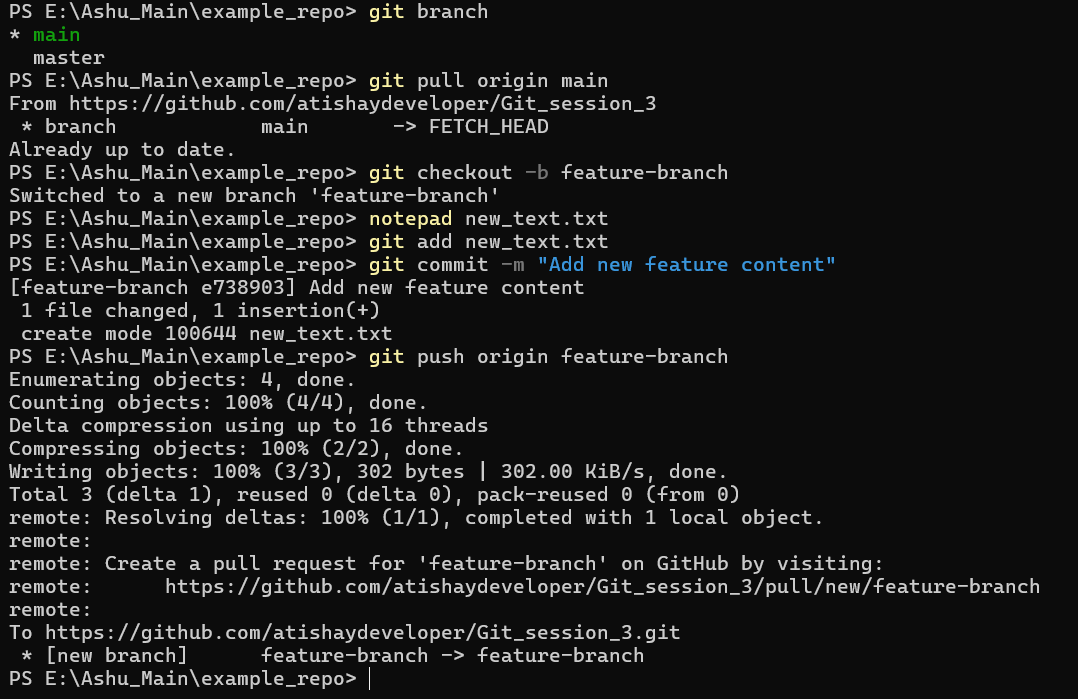 PS E:\Ashu_Main\example_repo> git branch
* main
  master
PS E:\Ashu_Main\example_repo> git pull origin main
From https://github.com/atishaydeveloper/Git_session_3
 * branch            main       -> FETCH_HEAD
Already up to date.
PS E:\Ashu_Main\example_repo> git checkout -b feature-branch
Switched to a new branch 'feature-branch'
PS E:\Ashu_Main\example_repo> notepad new_text.txt
PS E:\Ashu_Main\example_repo> git add new_text.txt
PS E:\Ashu_Main\example_repo> git commit -m "Add new feature content"
[feature-branch e738903] Add new feature content
 1 file changed, 1 insertion(+)
 create mode 100644 new_text.txt
PS E:\Ashu_Main\example_repo> git push origin feature-branch
Enumerating objects: 4, done.
Counting objects: 100% (4/4), done.
Delta compression using up to 16 threads
Compressing objects: 100% (2/2), done.
Writing objects: 100% (3/3), 302 bytes | 302.00 KiB/s, done.
Total 3 (delta 1), reused 0 (delta 0), pack-reused 0 (from 0)
remote: Resolving deltas: 100% (1/1), completed with 1 local object.
remote:
remote: Create a pull request for 'feature-branch' on GitHub by visiting:
remote:      https://github.com/atishaydeveloper/Git_session_3/pull/new/feature-branch
remote:
To https://github.com/atishaydeveloper/Git_session_3.git
 * [new branch]      feature-branch -> feature-branch
PS E:\Ashu_Main\example_repo>